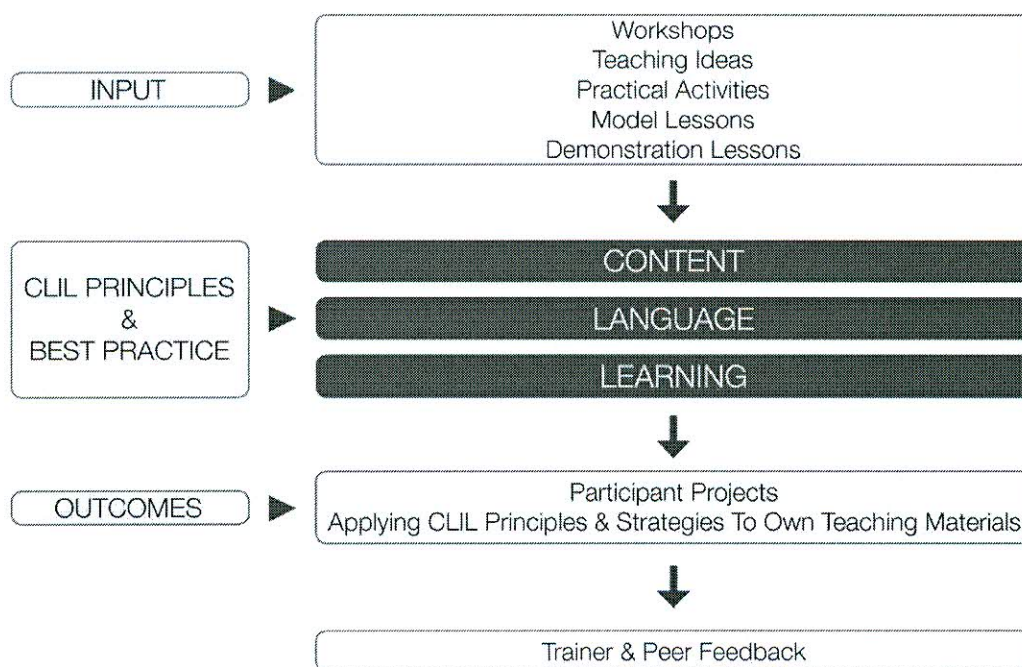 INPUT
Workshops
Teaching Ideas
Practical Activities
Model Lessons
Demonstration Lessons
CLIL PRINCIPLES
&
BEST PRACTICE
CONTENT
LANGUAGE
LEARNING
OUTCOMES
Participant Projects
Applying CLIL Principles & Strategies To Own Teaching Materials
Trainer & Peer Feedback